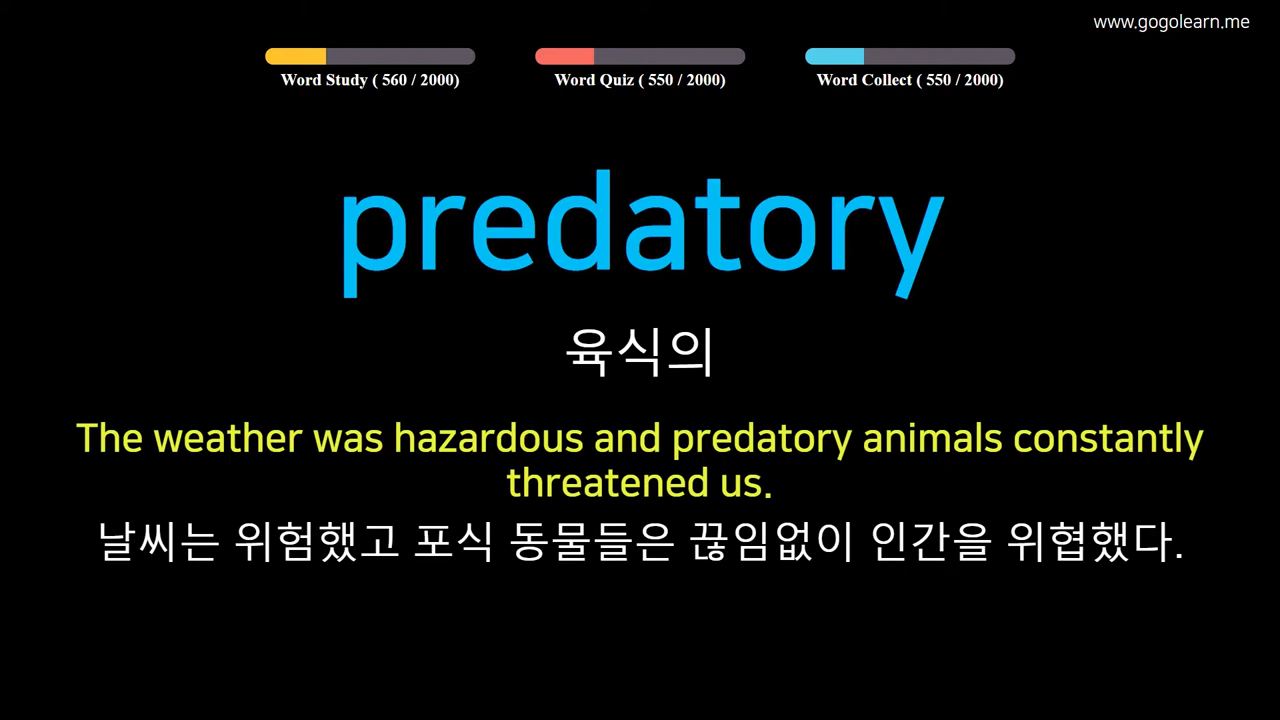 www.gogolearn.me
Word Study ( 560 / 2000)
Word Quiz ( 550 / 2000)
Word Collect ( 550 / 2000)
predatory
육식의
The weather was hazardous and predatory animals constantly
threatened us.
날씨는 위험했고 포식 동물들은 끊임없이 인간을 위협했다.